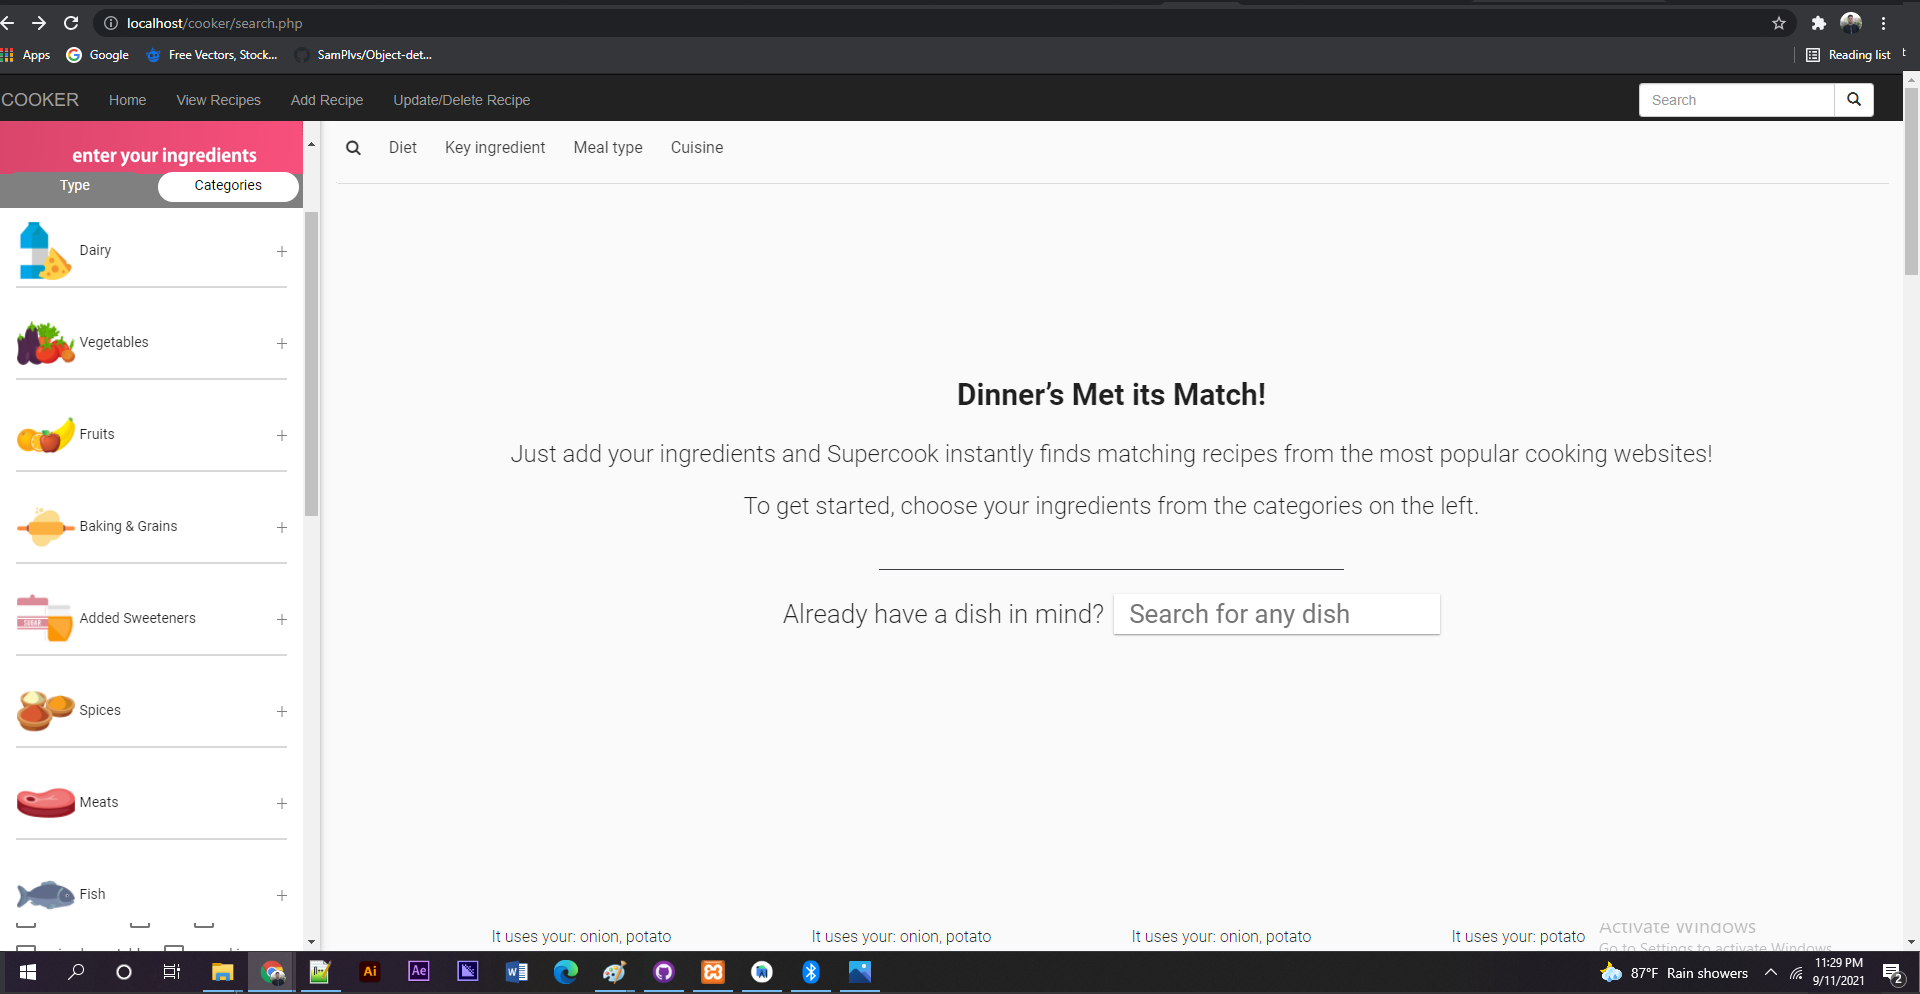 localhost/cooker/search.php
Apps Google Free Vectors, Stock... SamPlvs/Object-det... Reading list
COOKER Home View Recipes Add Recipe Update/Delete Recipe Search
enter your ingredients
Type Categories
Diet Key ingredient Meal type Cuisine
Dairy +
Vegetables +
Fruits +
Baking & Grains +
Added Sweeteners +
Spices +
Meats +
Fish +
Dinner’s Met its Match!
Just add your ingredients and Supercook instantly finds matching recipes from the most popular cooking websites!
To get started, choose your ingredients from the categories on the left.
Already have a dish in mind? Search for any dish
It uses your: onion, potato It uses your: onion, potato It uses your: onion, potato It uses your: potato
Activate Windows
Go to Settings to activate Windows.
Ai Ae
87°F Rain showers
11:29 PM
9/11/2021
2